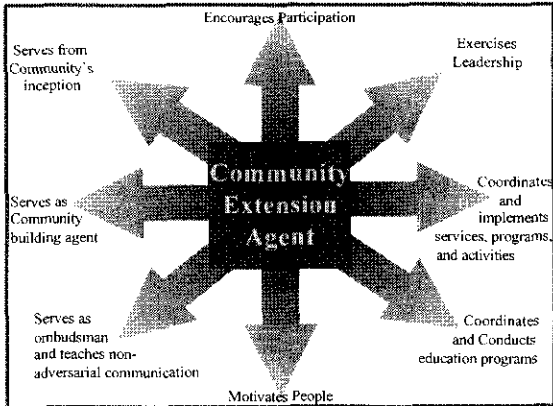 Encourages Participation
Serves from
Community's
inception
Exercises
Leadership
Community
Extension
Agent
Serves as
Community
building agent
Coordinates
and
implements
services, programs,
and activities
Serves as
ombudsman
and teaches non-
adversarial communication
Coordinates
and Conducts
education programs
Motivates People